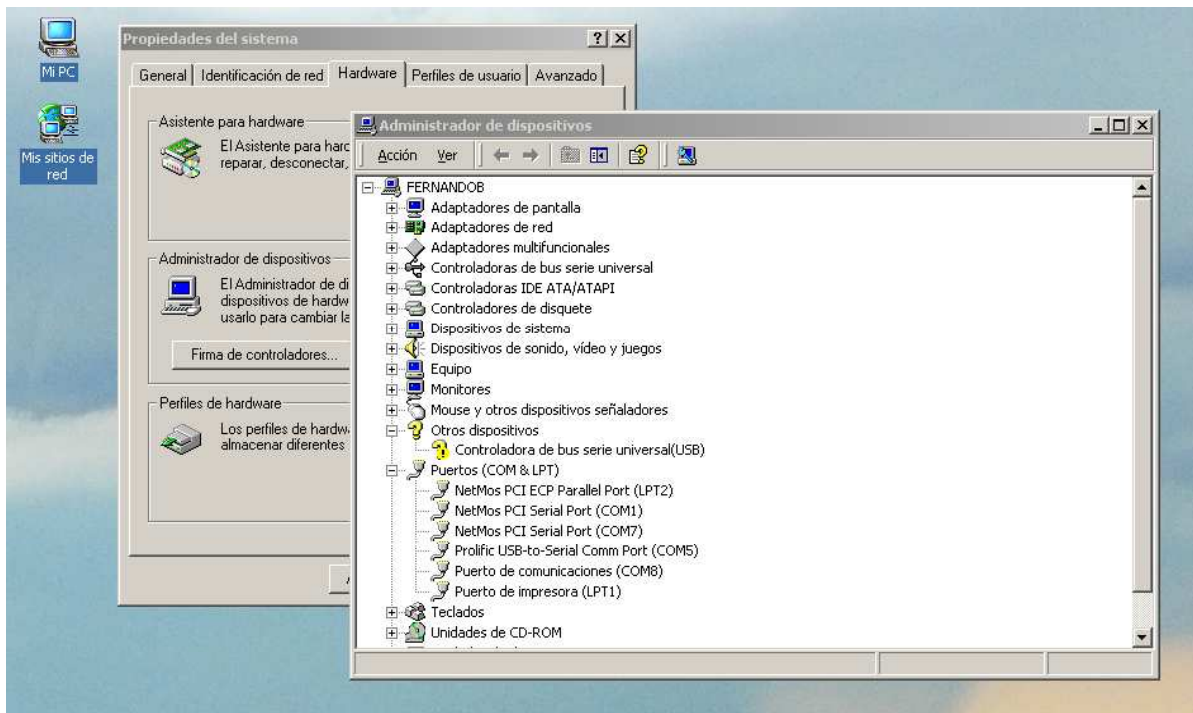 Mi PC
Mis sitios de
red
Propiedades del sistema
General
Identificación de red
Hardware
Perfiles de usuario
Avanzado
Asistente para hardware
El Asistente para
reparar, desconectar,
Administrador de dispositivos
El Administrador de
dispositivos de
usarlo para cambiar
Firma de controladores...
Perfiles de hardware
Los perfiles de
almacenar diferentes
Administrador de dispositivos
Acción Ver
FERNANDOB
Adaptadores de pantalla
Adaptadores de red
Adaptadores multifuncionales
Controladoras de bus serie universal
Controladoras IDE ATA/ATAPI
Controladores de disquete
Dispositivos de sistema
Dispositivos de sonido, vídeo y juegos
Equipo
Monitores
Mouse y otros dispositivos señaladores
Otros dispositivos
Controladora de bus serie universal(USB)
Puertos (COM & LPT)
NetMos PCI ECP Parallel Port (LPT2)
NetMos PCI Serial Port (COM1)
NetMos PCI Serial Port (COM7)
Prolific USB-to-Serial Comm Port (COM5)
Puerto de comunicaciones (COM8)
Puerto de impresora (LPT1)
Teclados
Unidades de CD-ROM